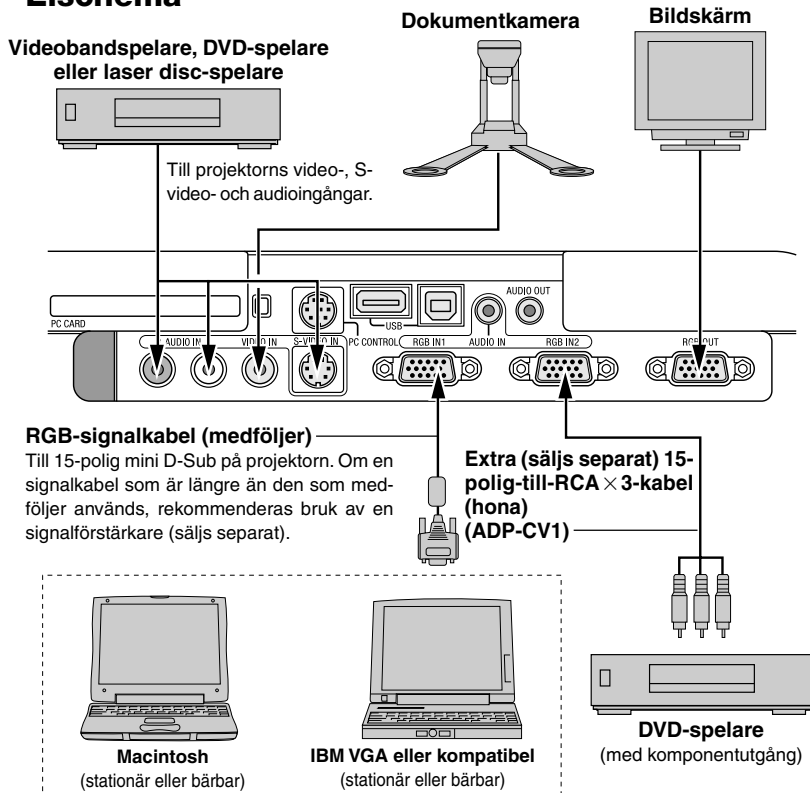 Elschema
Dokumentkamera
Bildskärm
Videobandspelare, DVD-spelare
eller laser disc-spelare
Till projektorns video-, S-
video- och audioingångar.
PC CARD
AUDIO IN
VIDEO IN
S-VIDEO IN
PC CONTROL
USB
RGB IN1
AUDIO IN
AUDIO OUT
RGB IN2
RGB OUT
RGB-signalkabel (medföljer)
Till 15-polig mini D-Sub på projektorn. Om en
signalkabel som är längre än den som med-
följer används, rekommenderas bruk av en
signalförstärkare (säljs separat).
Extra (säljs separat) 15-
polig-till-RCA×3-kabel
(hona)
(ADP-CV1)
Macintosh
(stationär eller bärbar)
IBM VGA eller kompatibel
(stationär eller bärbar)
DVD-spelare
(med komponentutgång)